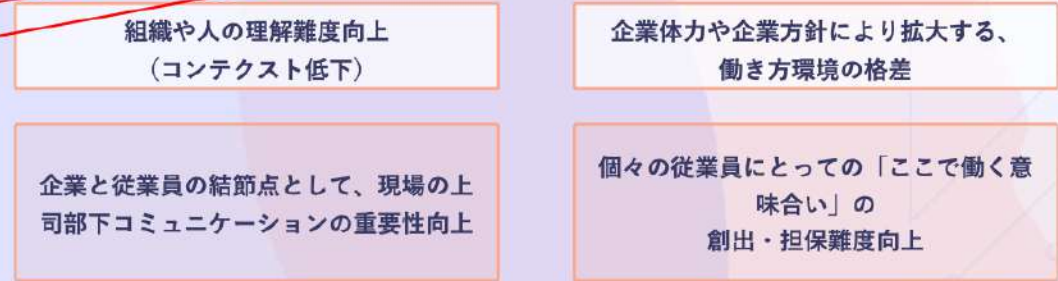 組織や人の理解難度向上
（コンテクスト低下）
企業体力や企業方針により拡大する、
働き方環境の格差
企業と従業員の結節点として、現場の上
司部下コミュニケーションの重要性向上
個々の従業員にとっての「ここで働く意
味合い」の
創出・担保難度向上